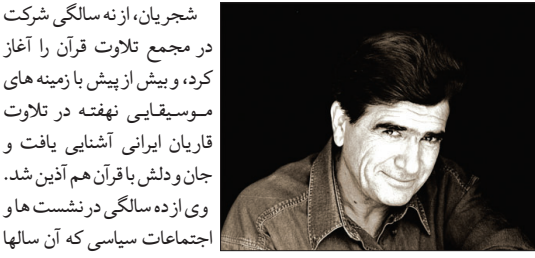 شجریان، از نه سالگی شرکت
در مجمع تلاوت قرآن را آغاز
کرد، و بیش از پیش با زمینه های
مـوسـیقـایـی نهفتـه در تلاوت
قاریان ایرانی آشنایی یافت و
جان و دلش با قرآن هم آذین شد.
وی از ده سالگی در نشست ها و
اجتماعات سیاسی که آن سالها